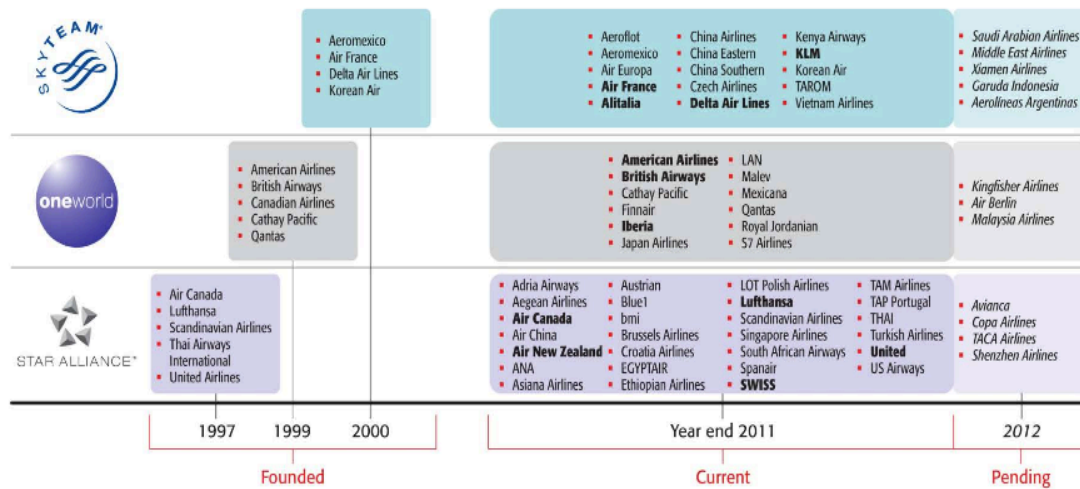 SKYTEAM
Aeromexico
Air France
Delta Air Lines
Korean Air
Aeroflot
Aeromexico
Air Europa
Air France
Alitalia
China Airlines
China Eastern
China Southern
Czech Airlines
Delta Air Lines
Kenya Airways
KLM
Korean Air
TAROM
Vietnam Airlines
Saudi Arabian Airlines
Middle East Airlines
Xiamen Airlines
Garuda Indonesia
Aerolíneas Argentinas
oneworld
American Airlines
British Airways
Canadian Airlines
Cathay Pacific
Qantas
American Airlines
British Airways
Cathay Pacific
Finnair
Iberia
Japan Airlines
LAN
Malev
Mexicana
Qantas
Royal Jordanian
S7 Airlines
Kingfisher Airlines
Air Berlin
Malaysia Airlines
STAR ALLIANCE
Air Canada
Lufthansa
Scandinavian Airlines
Thai Airways
International
United Airlines
Adria Airways
Aegean Airlines
Air Canada
Air China
Air New Zealand
ANA
Asiana Airlines
Austrian
Blue1
bmi
Brussels Airlines
Croatia Airlines
EGYPTAIR
Ethiopian Airlines
LOT Polish Airlines
Lufthansa
Scandinavian Airlines
Singapore Airlines
South African Airways
Spanair
SWISS
TAM Airlines
TAP Portugal
THAI
Turkish Airlines
United
US Airways
Avianca
Copa Airlines
TACA Airlines
Shenzhen Airlines
1997
1999
2000
Year end 2011
2012
Founded
Current
Pending